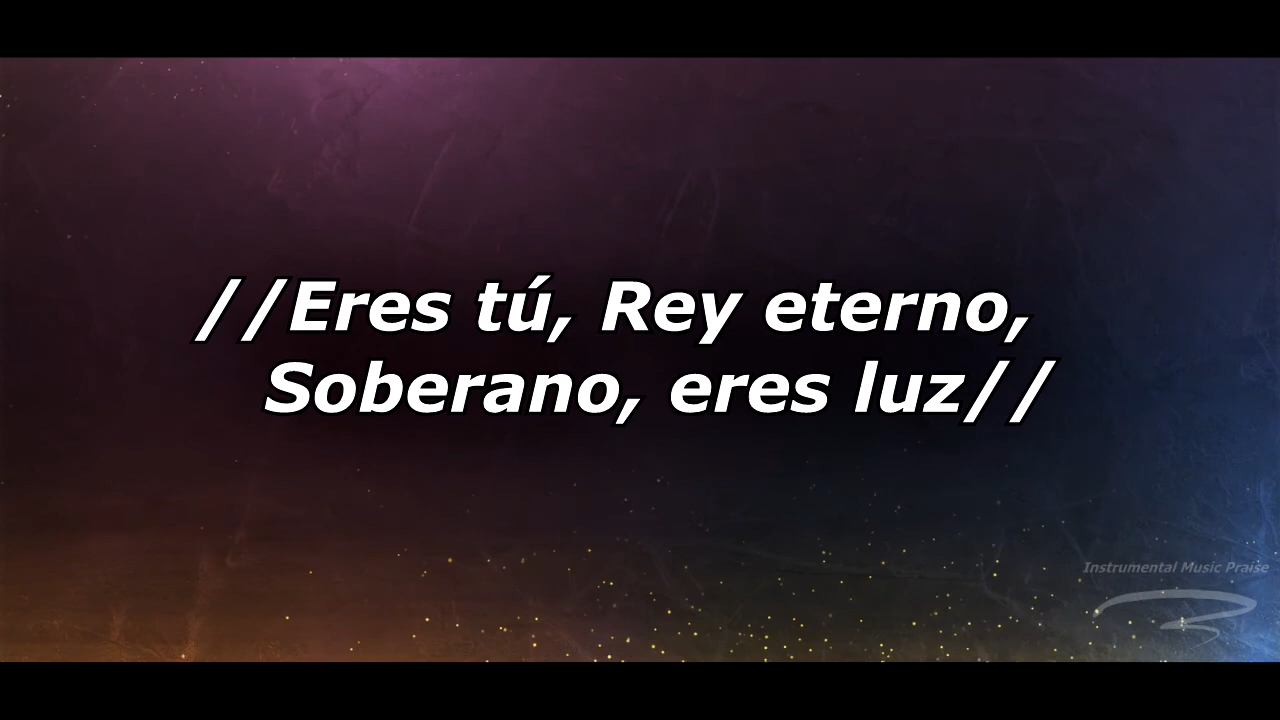 //Eres tú, Rey eterno,
Soberano, eres luz//
Instrumental Music Praise